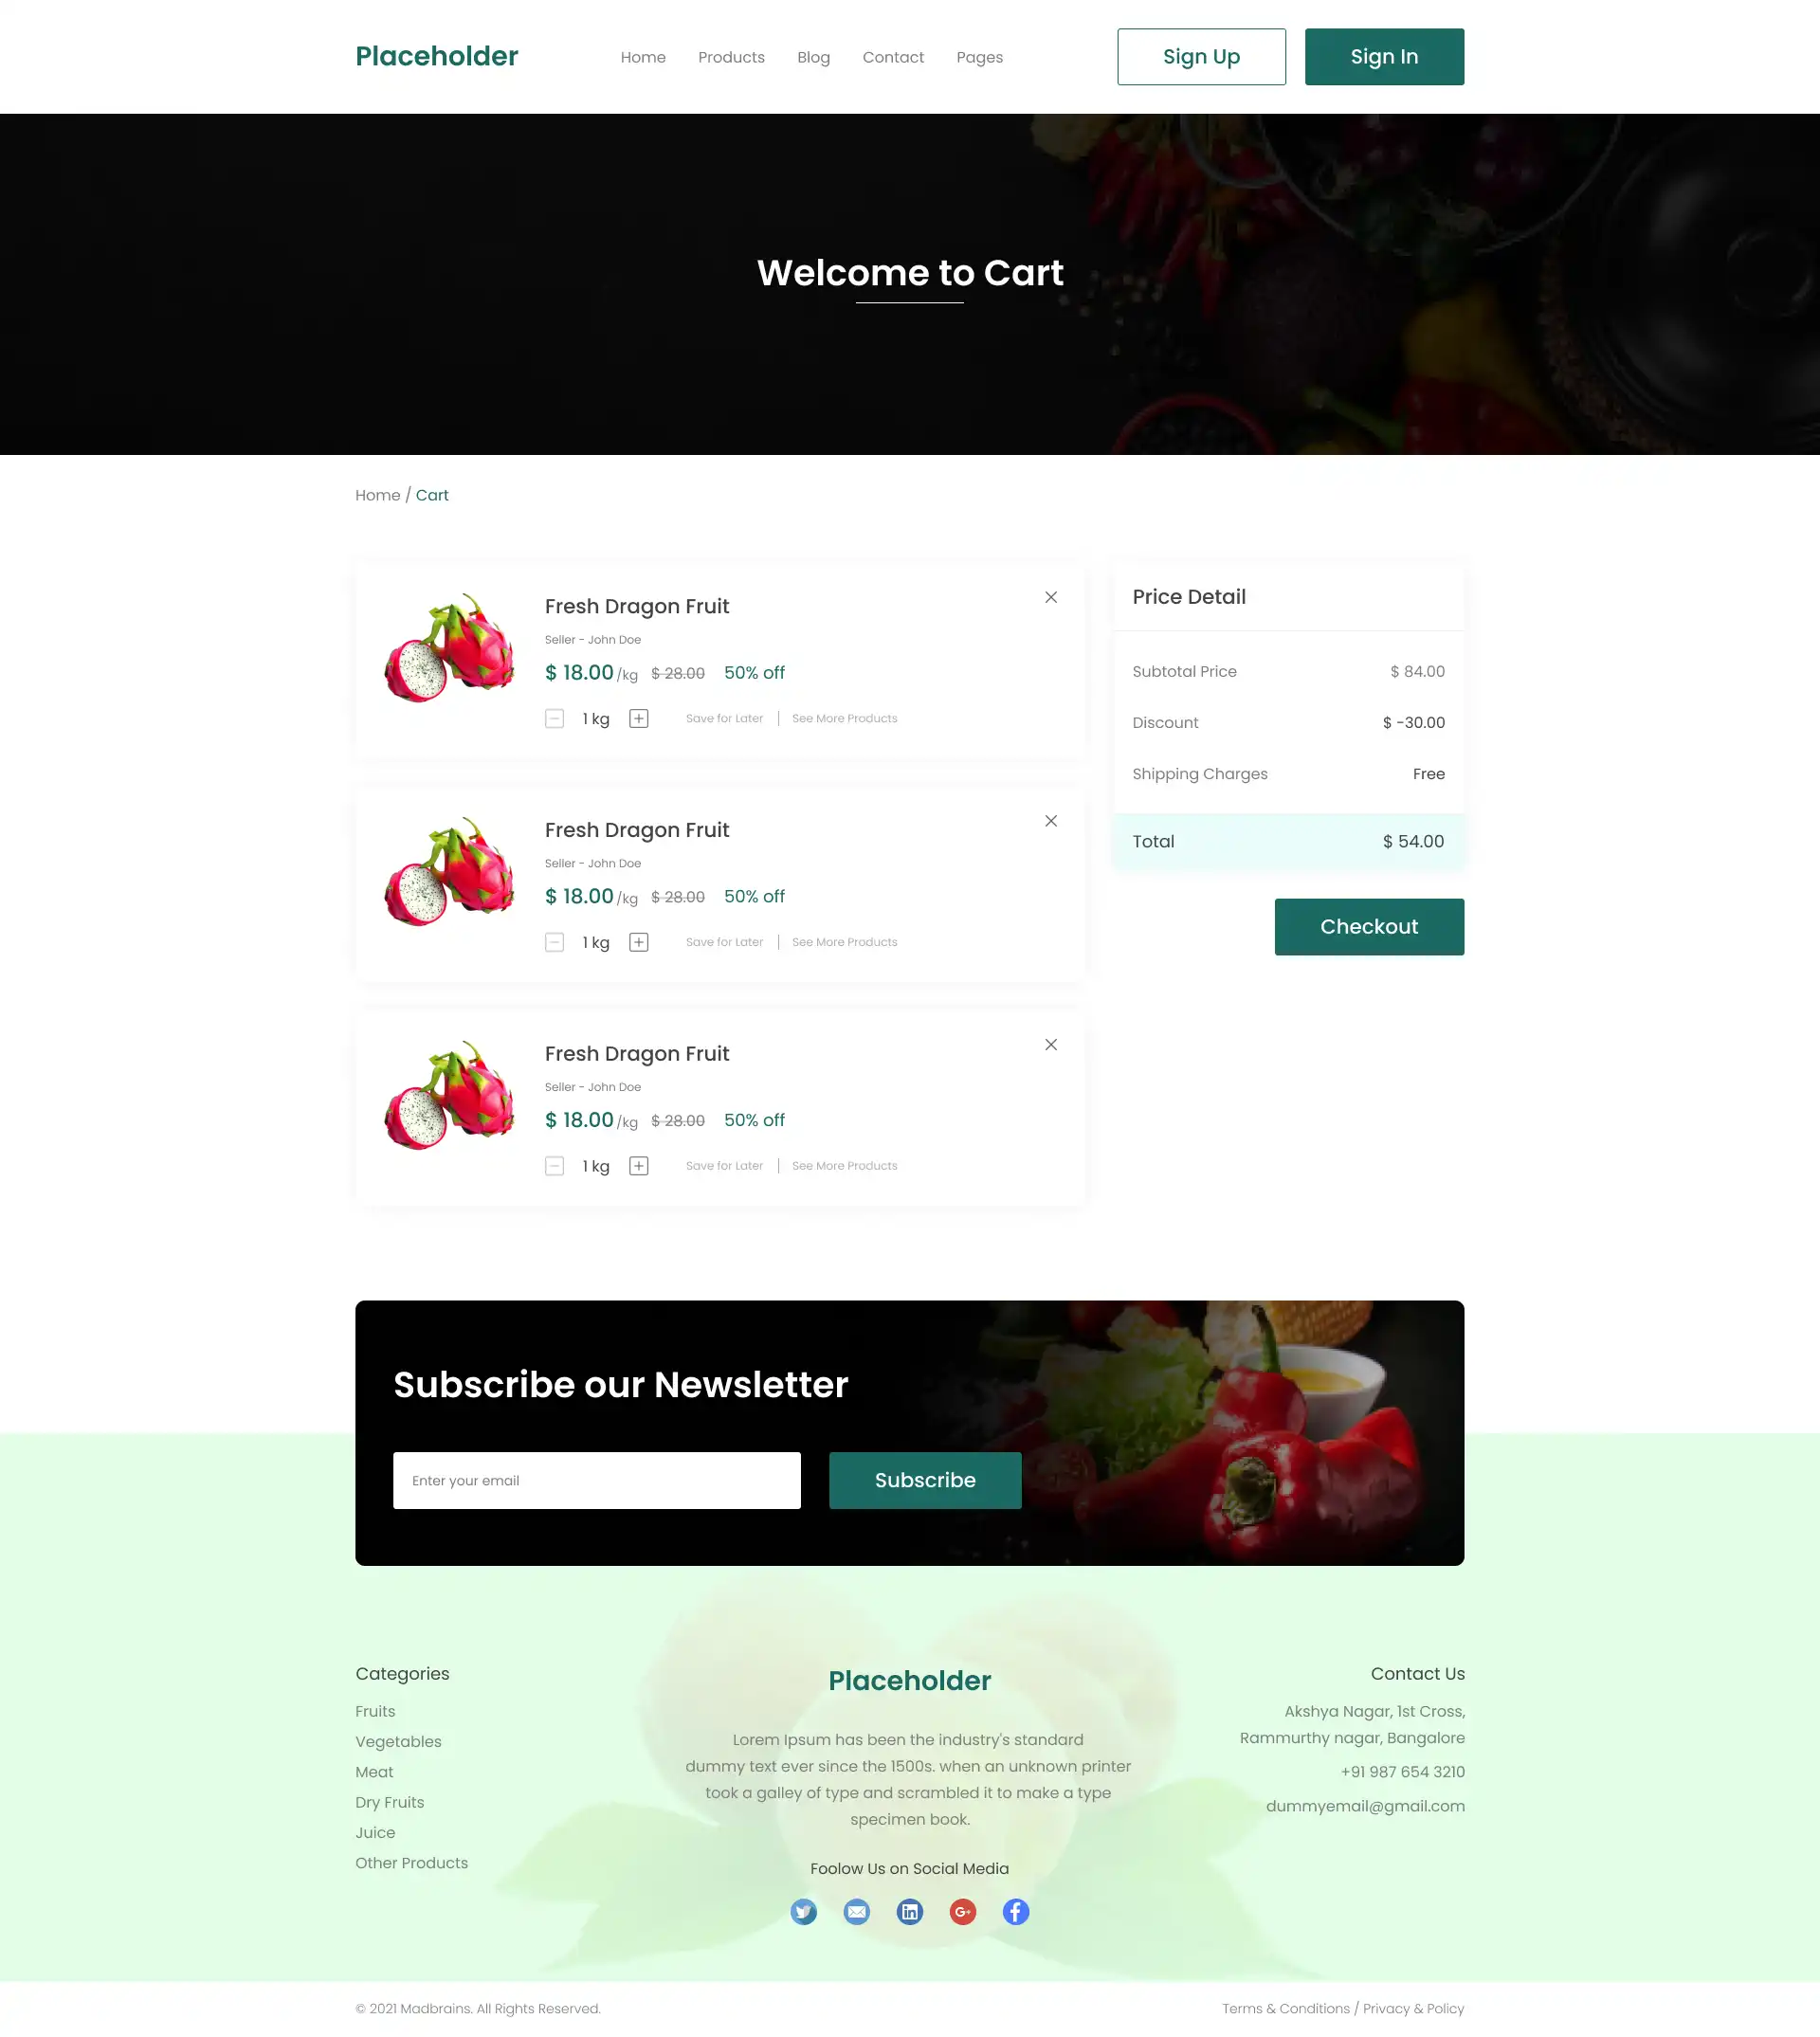 Placeholder
Home Products Blog Contact Pages
Sign Up
Sign In
Welcome to Cart
Home / Cart
Fresh Dragon Fruit
Seller - John Doe
$ 18.00/kg $ 28.00 50% off
1 kg Save for Later | See More Products
Fresh Dragon Fruit
Seller - John Doe
$ 18.00/kg $ 28.00 50% off
1 kg Save for Later | See More Products
Fresh Dragon Fruit
Seller - John Doe
$ 18.00/kg $ 28.00 50% off
1 kg Save for Later | See More Products
Price Detail
Subtotal Price $ 84.00
Discount $ -30.00
Shipping Charges Free
Total $ 54.00
Checkout
Subscribe our Newsletter
Enter your email
Subscribe
Categories
Fruits
Vegetables
Meat
Dry Fruits
Juice
Other Products
Placeholder
Lorem Ipsum has been the industry's standard
dummy text ever since the 1500s. when an unknown printer
took a galley of type and scrambled it to make a type
specimen book.
Foolow Us on Social Media
Contact Us
Akshya Nagar, 1st Cross,
Rammurthy nagar, Bangalore
+91 987 654 3210
dummyemail@gmail.com
© 2021 Madbrains. All Rights Reserved.
Terms & Conditions / Privacy & Policy